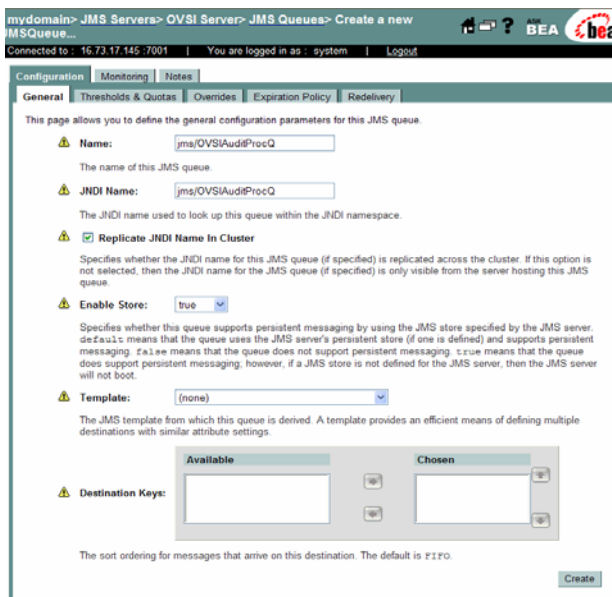 mydomain> JMS Servers> OVSI Server> JMS Queues> Create a new
JMSQueue...
ASK
BEA
bea
Connected to : 16.73.17.145 :7001 | You are logged in as : system | Logout
Configuration Monitoring Notes
General Thresholds & Quotas Overrides Expiration Policy Redelivery
This page allows you to define the general configuration parameters for this JMS queue.
Name: jms/OVSIAuditProcQ
The name of this JMS queue.
JNDI Name: jms/OVSIAuditProcQ
The JNDI name used to look up this queue within the JNDI namespace.
Replicate JNDI Name In Cluster
Specifies whether the JNDI name for this JMS queue (if specified) is replicated across the cluster. If this option
is not selected, then the JNDI name for the JMS queue (if specified) is only visible from the server hosting this JMS
queue.
Enable Store: true
Specifies whether this queue supports persistent messaging by using the JMS store specified by the JMS server.
default means that the queue uses the JMS server's persistent store (if one is defined) and supports persistent
messaging. false means that the queue does not support persistent messaging. true means that the queue
does support persistent messaging; however, if a JMS store is not defined for the JMS server, then the JMS server
will not boot.
Template: (none)
The JMS template from which this queue is derived. A template provides an efficient means of defining multiple
destinations with similar attribute settings.
Available Chosen
Destination Keys:
The sort ordering for messages that arrive on this destination. The default is FIFO.
Create